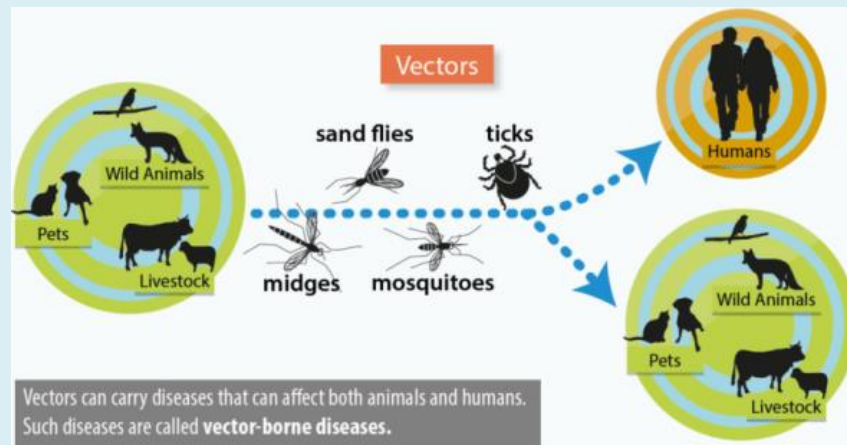 Vectors
sand flies
ticks
Humans
Wild Animals
Pets
Livestock
midges
mosquitoes
Wild Animals
Pets
Livestock
Vectors can carry diseases that can affect both animals and humans.
Such diseases are called vector-borne diseases.